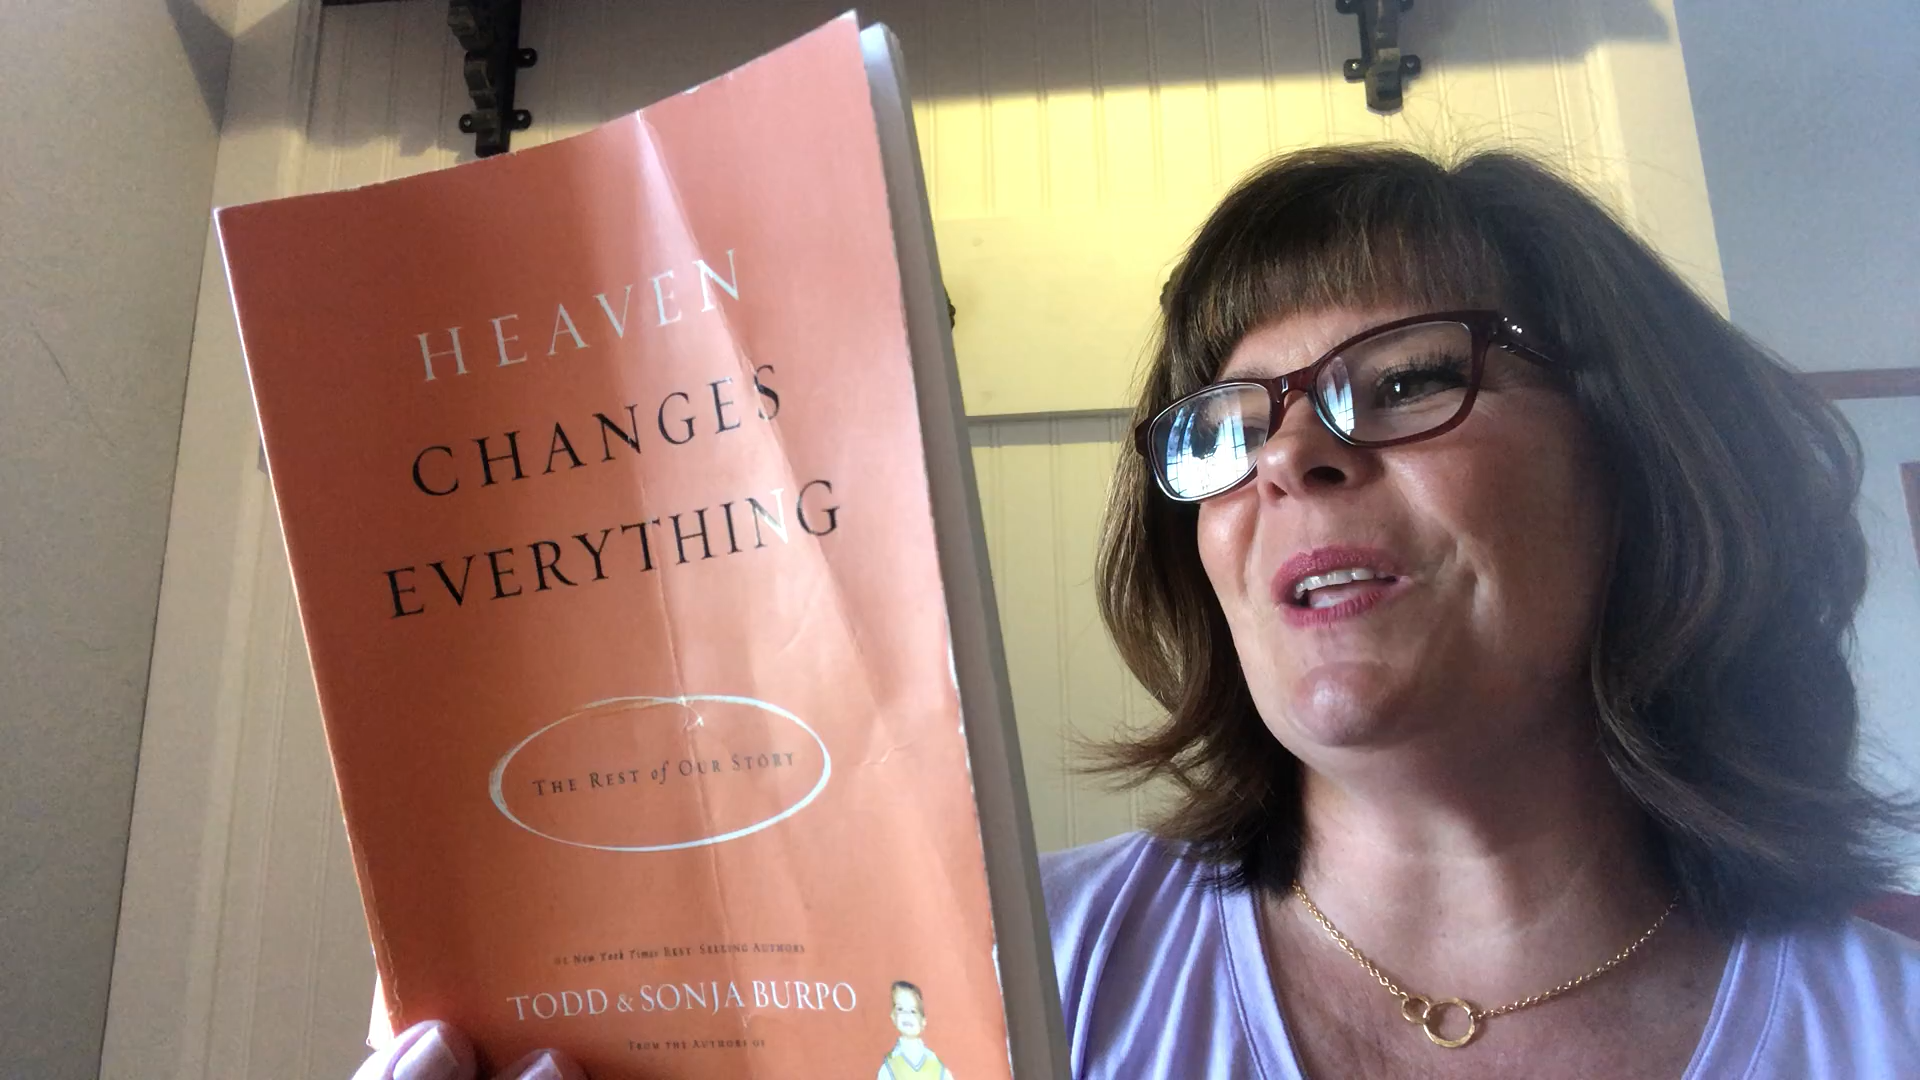 HEAVEN
CHANGES
EVERYTHING
THE REST of OUR STORY
#1 New York Times BEST-SELLING AUTHORS
TODD & SONJA BURPO
FROM THE AUTHORS OF